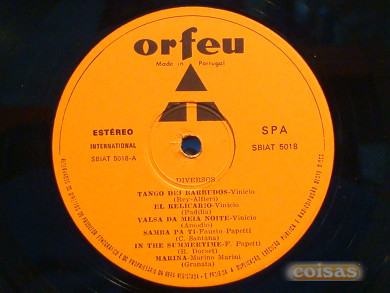 orfeu
Made in Portugal
ESTÉREO
INTERNATIONAL
SBIAT 5018-A
SPA
SBIAT 5018
DIVERSOS
TANGO DEI BARBUDOS-Vinicio
(Rey-Alfieri)
EL RELICARIO-Vinicio
(Padilla)
VALSA DA MEIA NOITE-Vinicio
(Amodio)
SAMBA PA TI-Fausto Papetti
(C. Santana)
IN THE SUMMERTIME-F. Papetti
(R. Dorset)
MARINA-Marino Marini
(Granata)
coisas